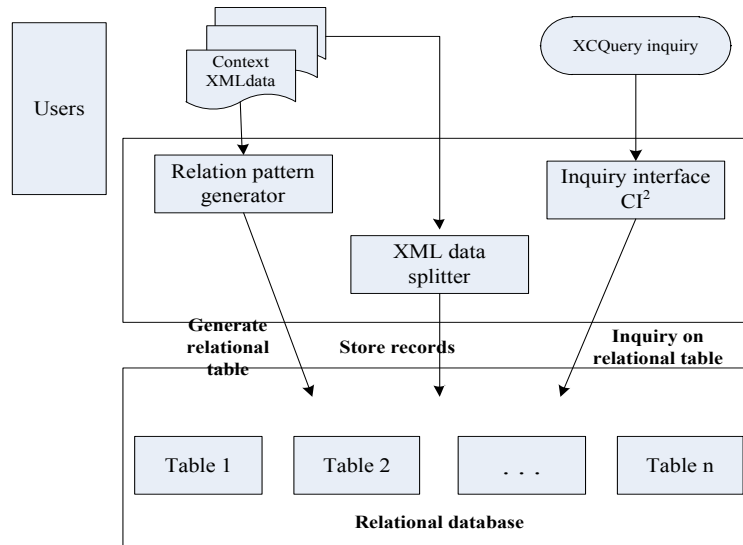 Users
Context
XMLdata
XCQuery inquiry
Relation pattern
generator
Inquiry interface
CI²
XML data
splitter
Generate
relational
table
Store records
Inquiry on
relational table
Table 1
Table 2
. . .
Table n
Relational database